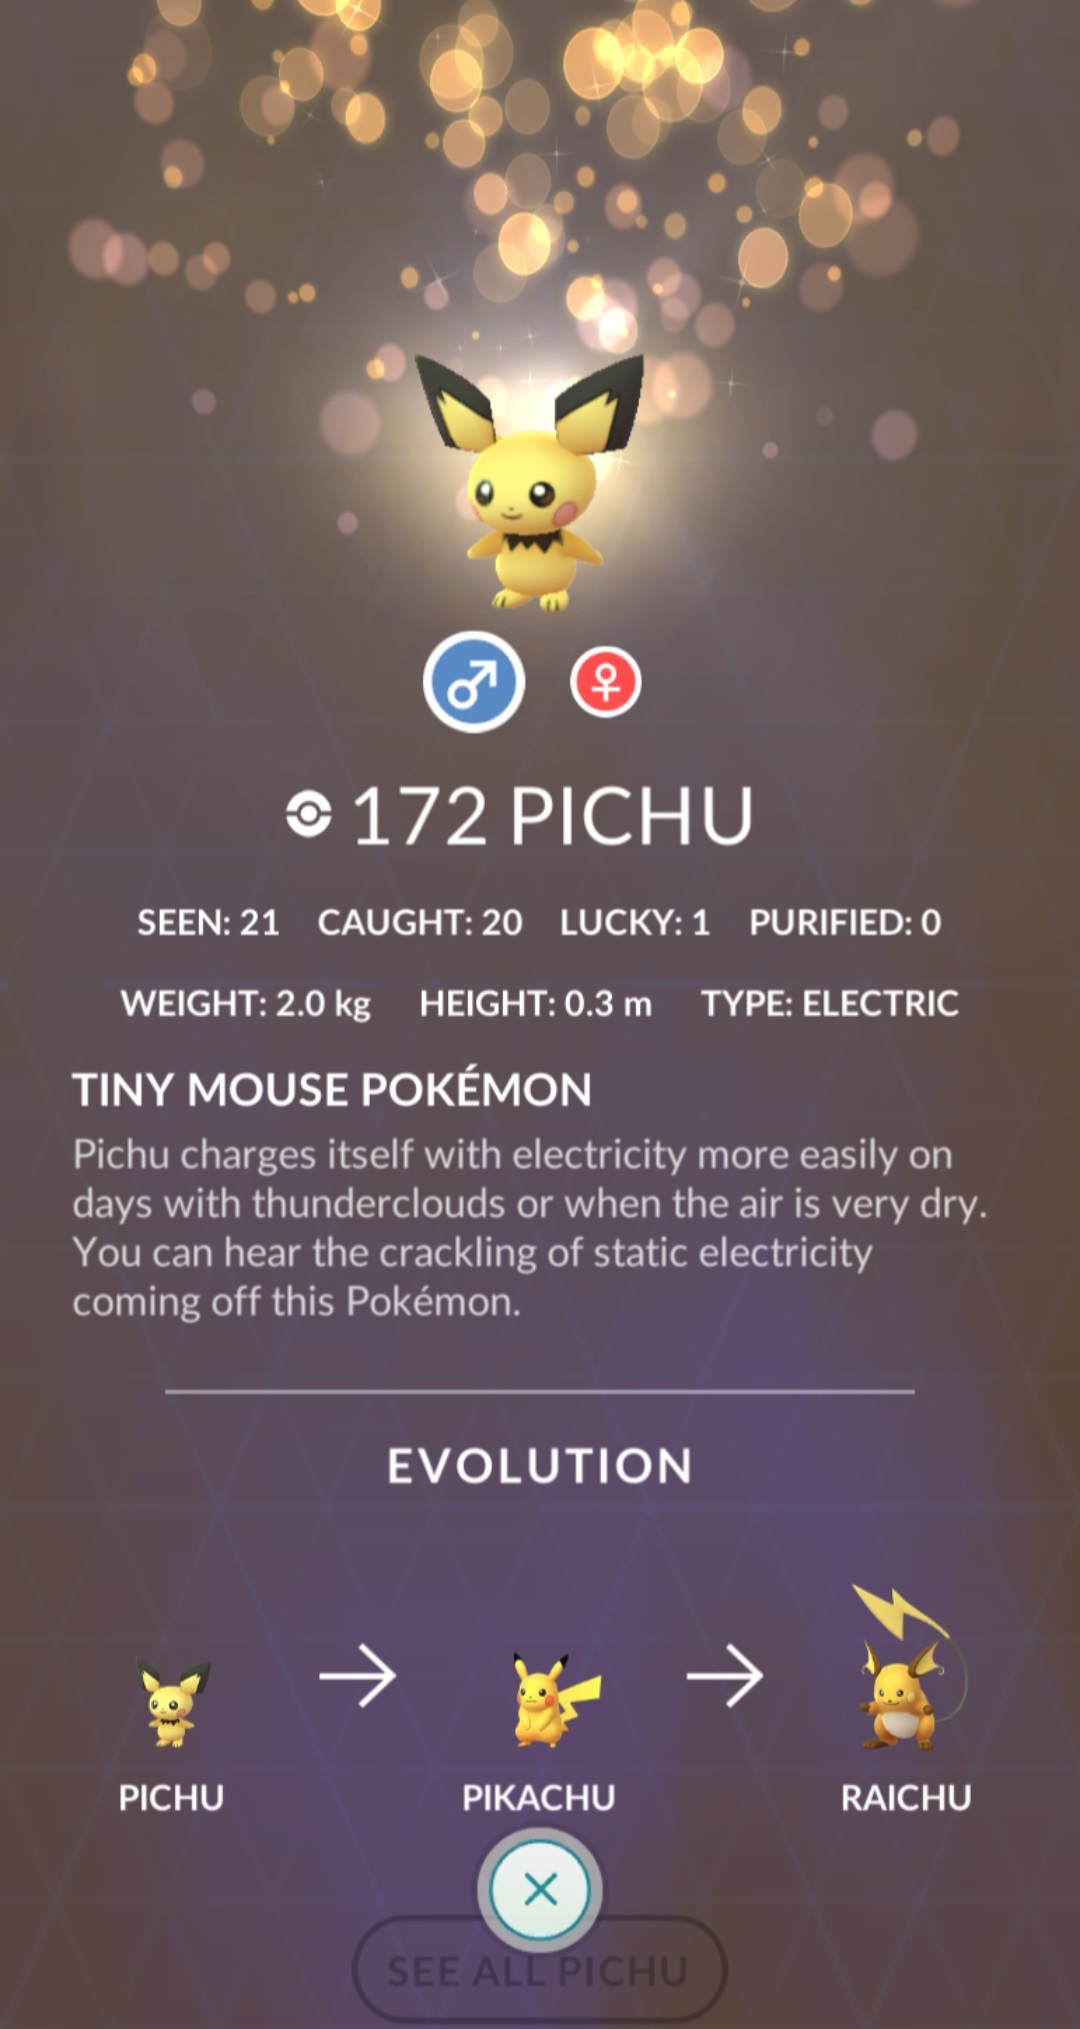 172 PICHU
SEEN: 21 CAUGHT: 20 LUCKY: 1 PURIFIED: 0
WEIGHT: 2.0 kg HEIGHT: 0.3 m TYPE: ELECTRIC
TINY MOUSE POKÉMON
Pichu charges itself with electricity more easily on
days with thunderclouds or when the air is very dry.
You can hear the crackling of static electricity
coming off this Pokémon.
EVOLUTION
PICHU PIKACHU RAICHU
SEE ALL PICHU